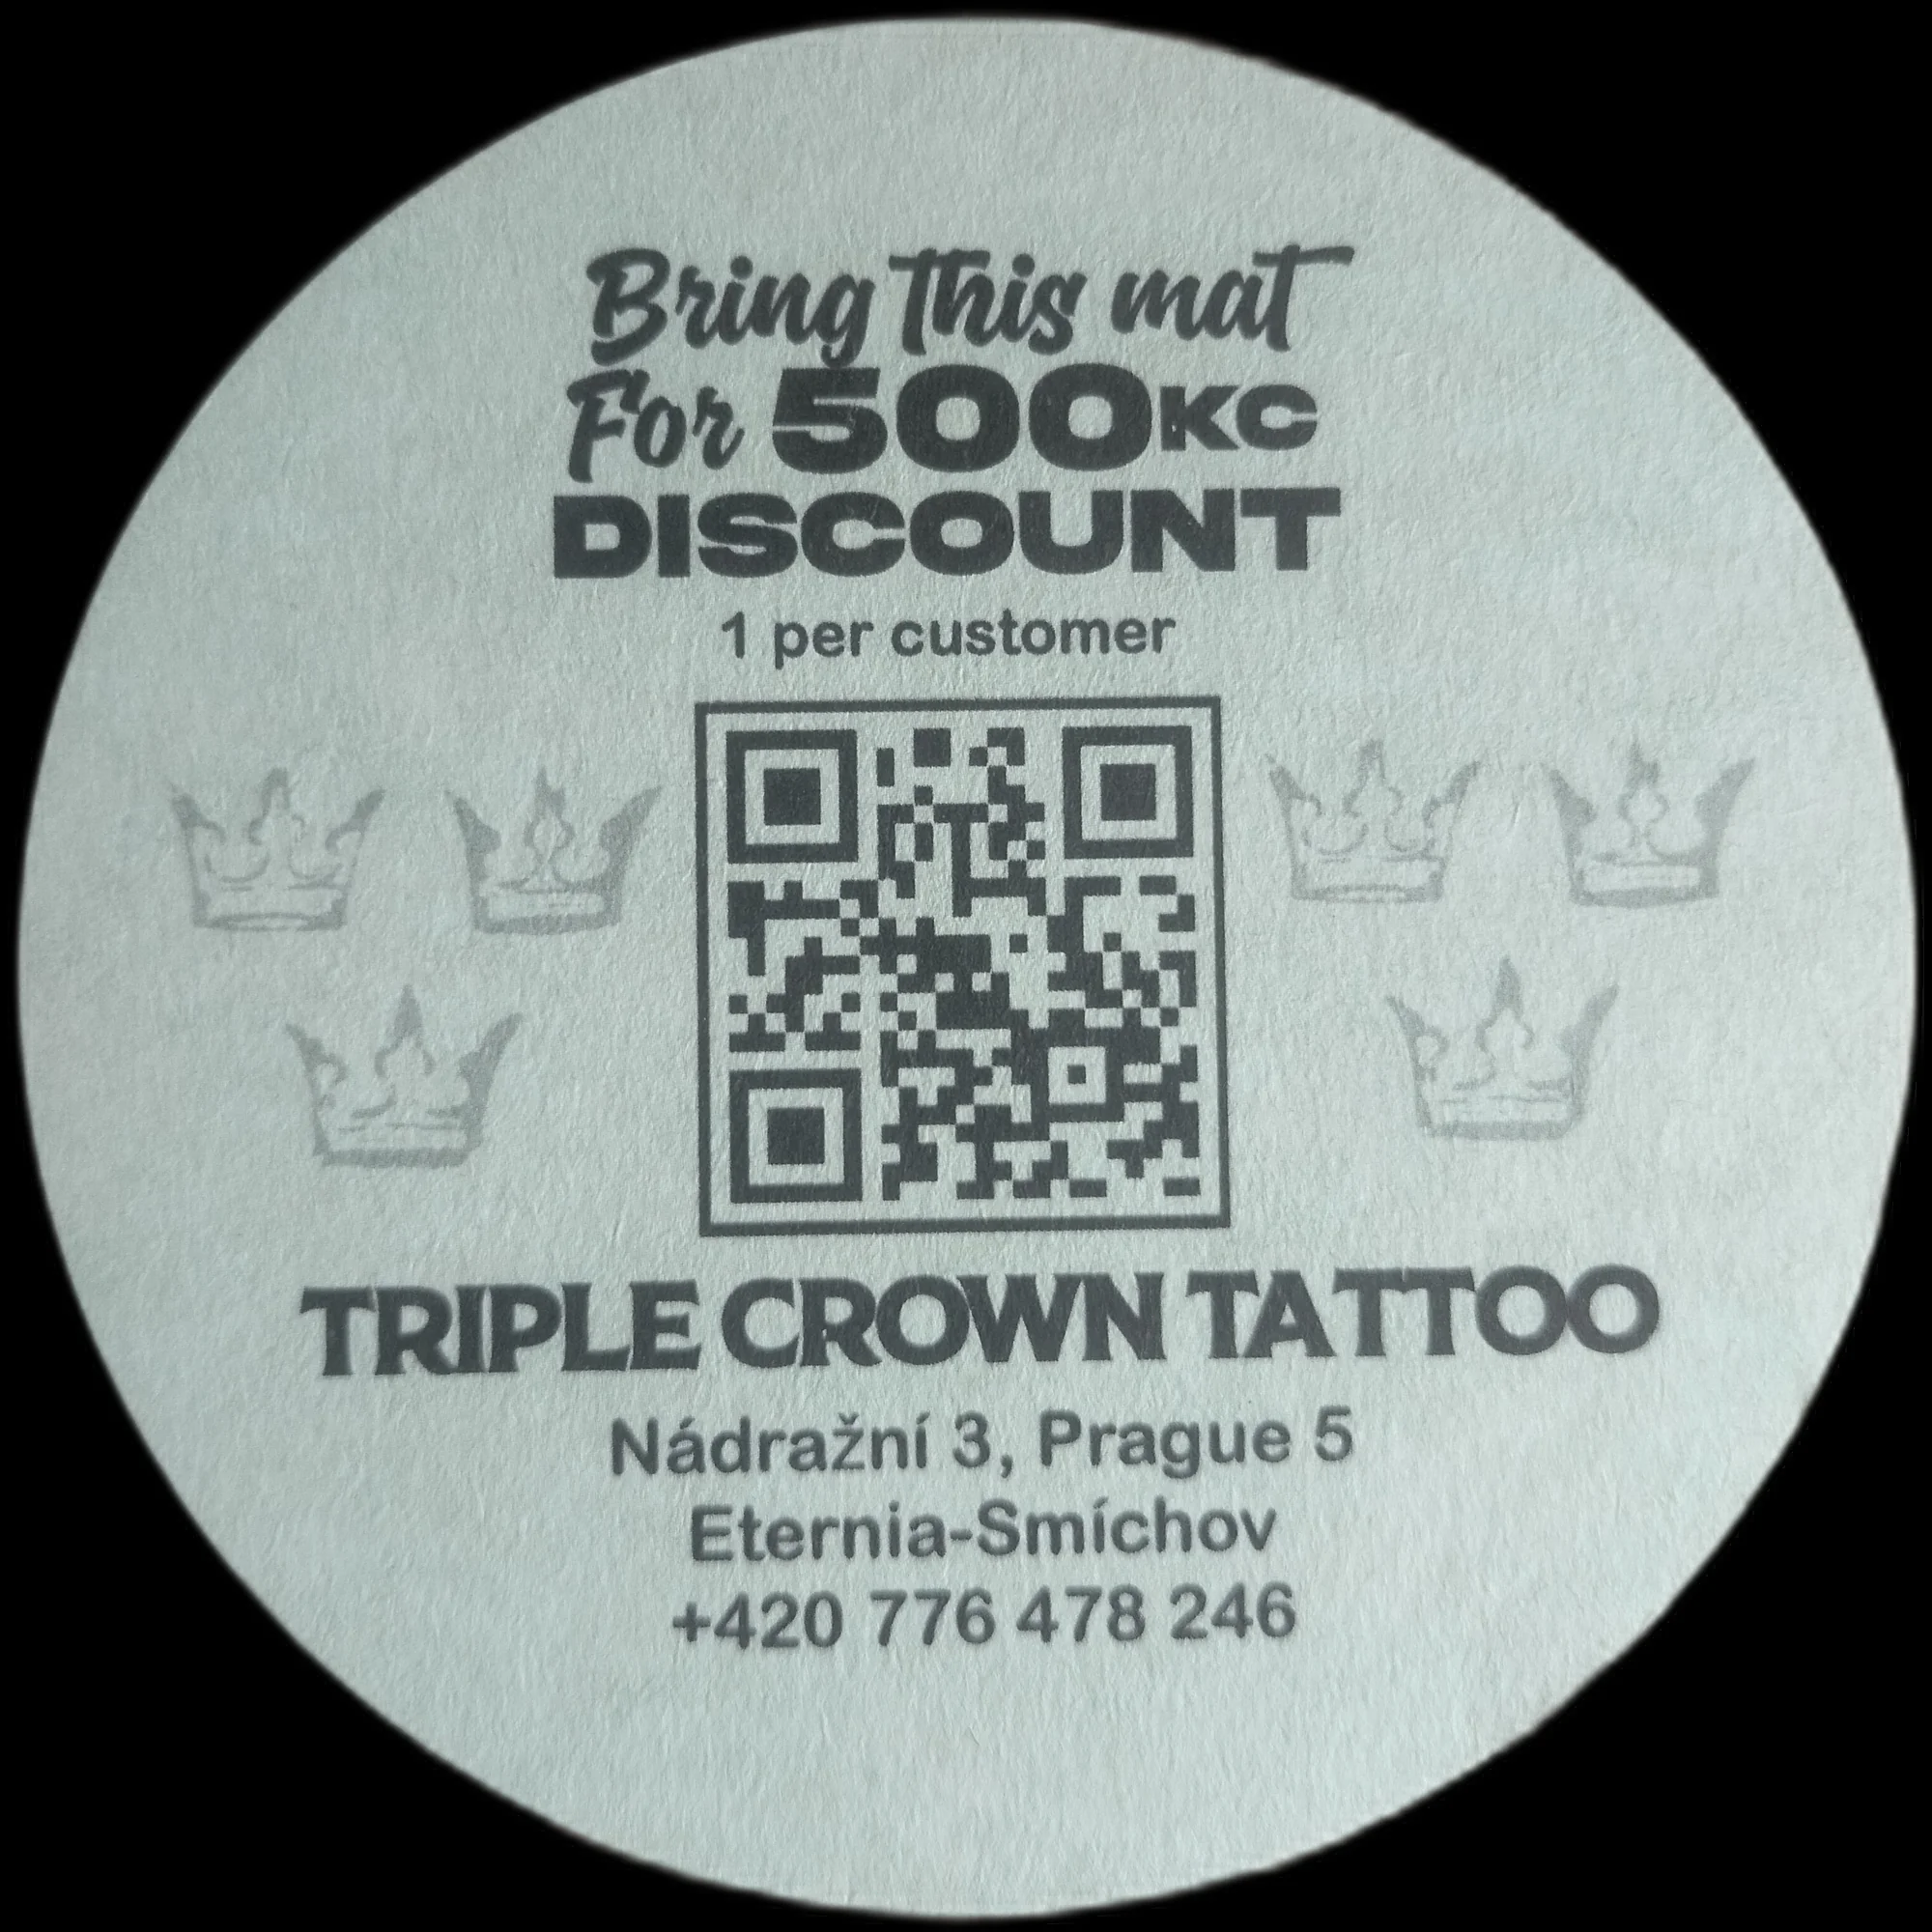 Bring this mat
For 500KC
DISCOUNT
1 per customer
TRIPLE CROWN TATTOO
Nádražní 3, Prague 5
Eternia-Smíchov
+420 776 478 246